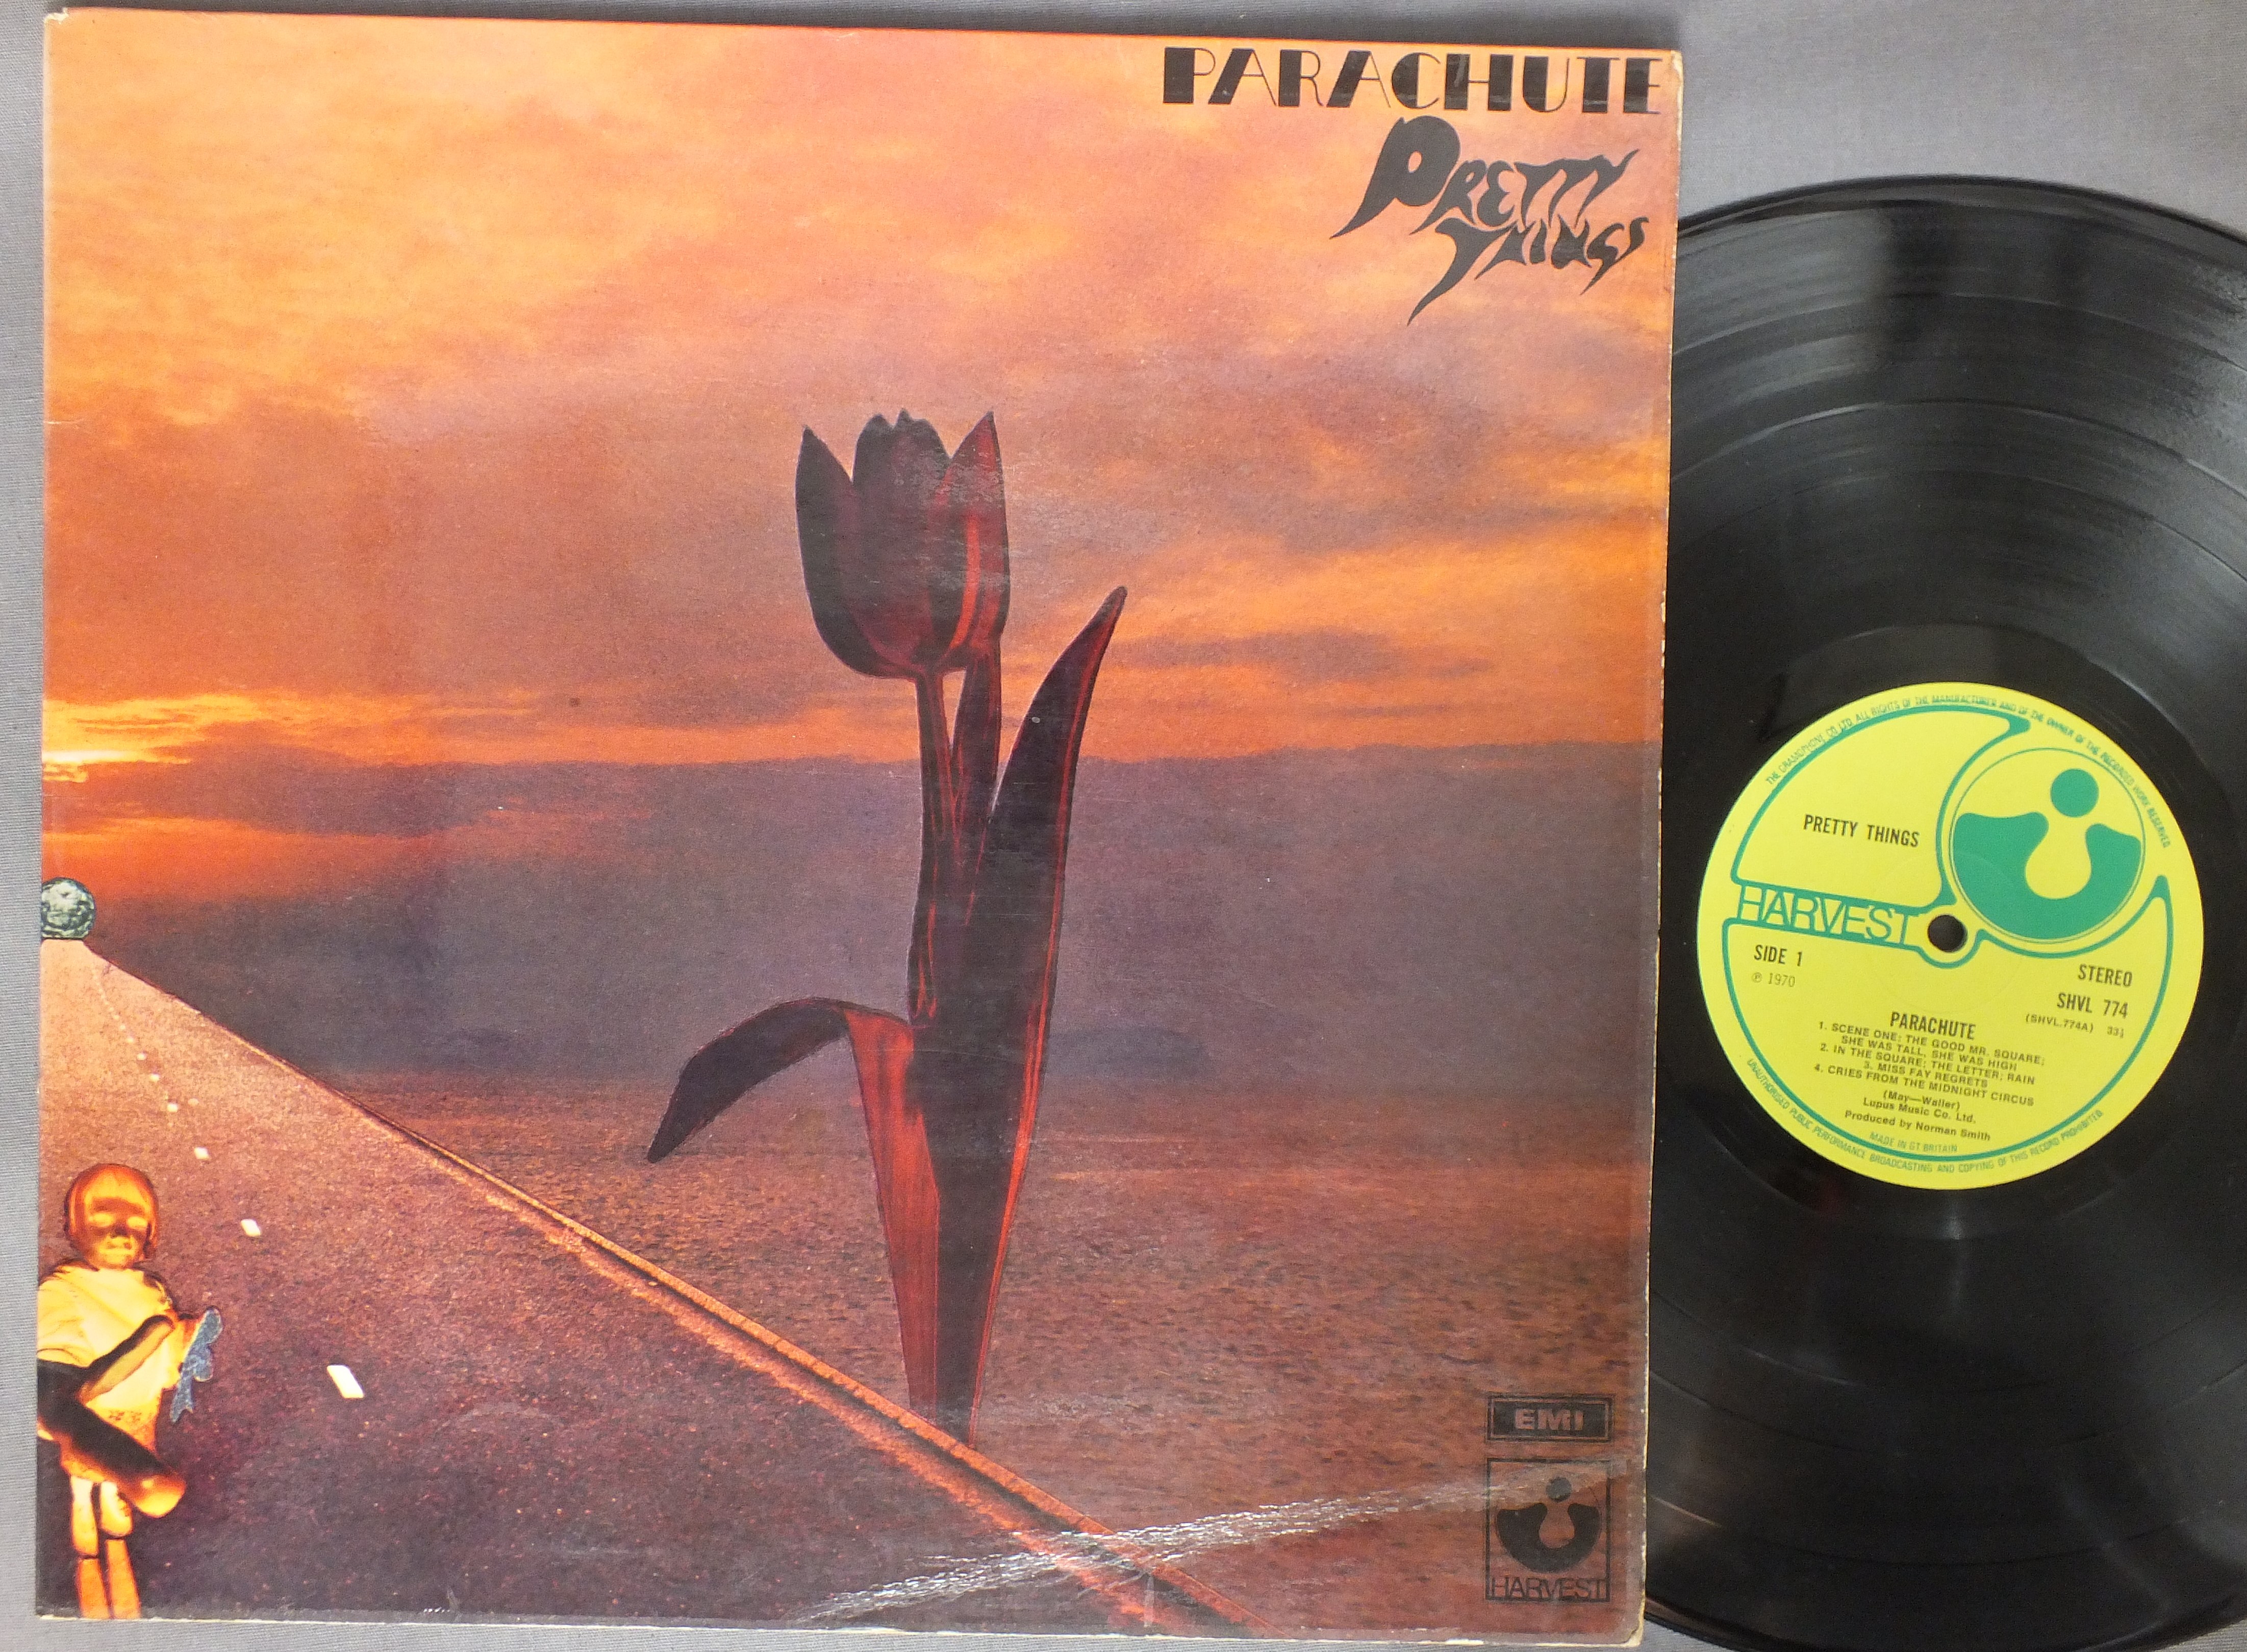 PARACHUTE
PRETTY
THINGS
EMI
HARVEST
THE GRAMOPHONE CO LTD. ALL RIGHTS OF THE MANUFACTURER AND OF THE OWNER OF THE RECORDED WORK RESERVED
PRETTY THINGS
HARVEST
SIDE 1
℗ 1970
STEREO
SHVL 774
(SHVL.774A) 33⅓
PARACHUTE
1. SCENE ONE; THE GOOD MR. SQUARE;
SHE WAS TALL, SHE WAS HIGH
2. IN THE SQUARE; THE LETTER; RAIN
3. MISS FAY REGRETS
4. CRIES FROM THE MIDNIGHT CIRCUS
(May—Waller)
Lupus Music Co. Ltd.
Produced by Norman Smith
MADE IN GT. BRITAIN
UNAUTHORISED PUBLIC PERFORMANCE BROADCASTING AND COPYING OF THIS RECORD PROHIBITED